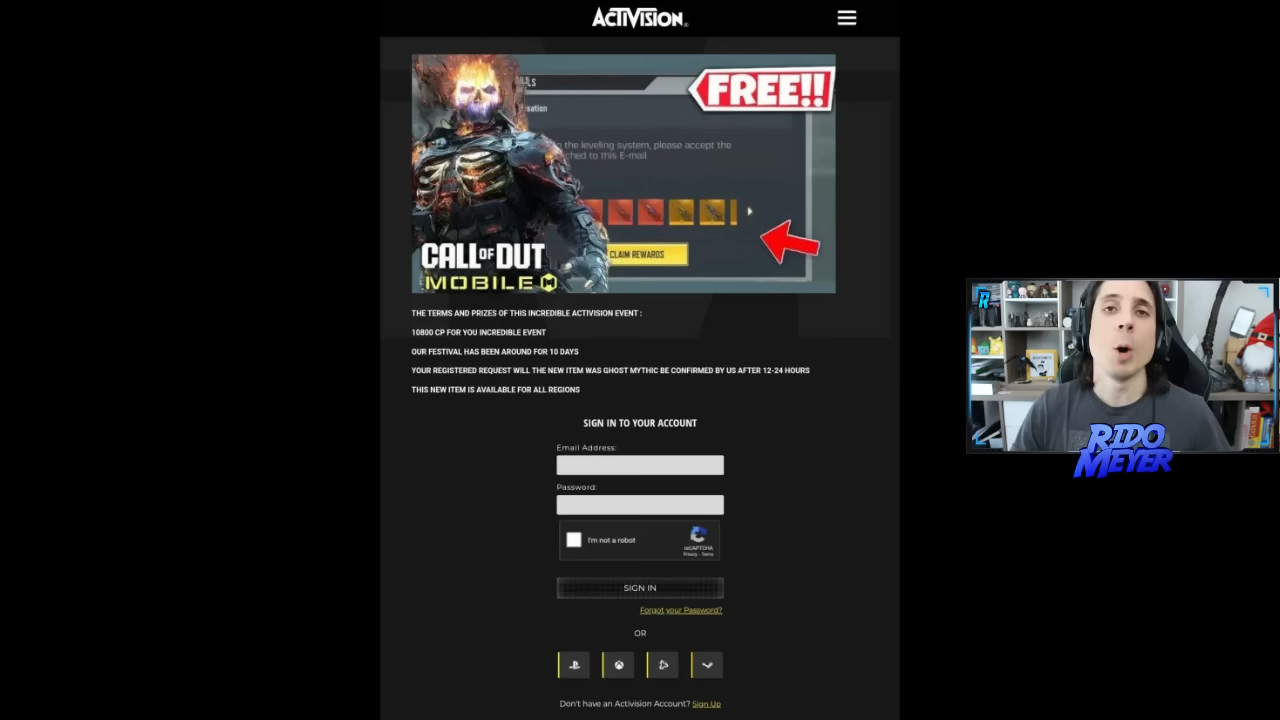 ACTIVISION®
LS
FREE!!
sation
n the leveling system, please accept the
ched to this E-mail.
CLAIM REWARDS
CALL OF DUT
MOBILE
THE TERMS AND PRIZES OF THIS INCREDIBLE ACTIVISION EVENT :
10800 CP FOR YOU INCREDIBLE EVENT
OUR FESTIVAL HAS BEEN AROUND FOR 10 DAYS
YOUR REGISTERED REQUEST WILL THE NEW ITEM WAS GHOST MYTHIC BE CONFIRMED BY US AFTER 12-24 HOURS
THIS NEW ITEM IS AVAILABLE FOR ALL REGIONS
SIGN IN TO YOUR ACCOUNT
Email Address:
Password:
I'm not a robot
reCAPTCHA
Privacy - Terms
SIGN IN
Forgot your Password?
OR
Don't have an Activision Account? Sign Up
R
RIDO
MEYER